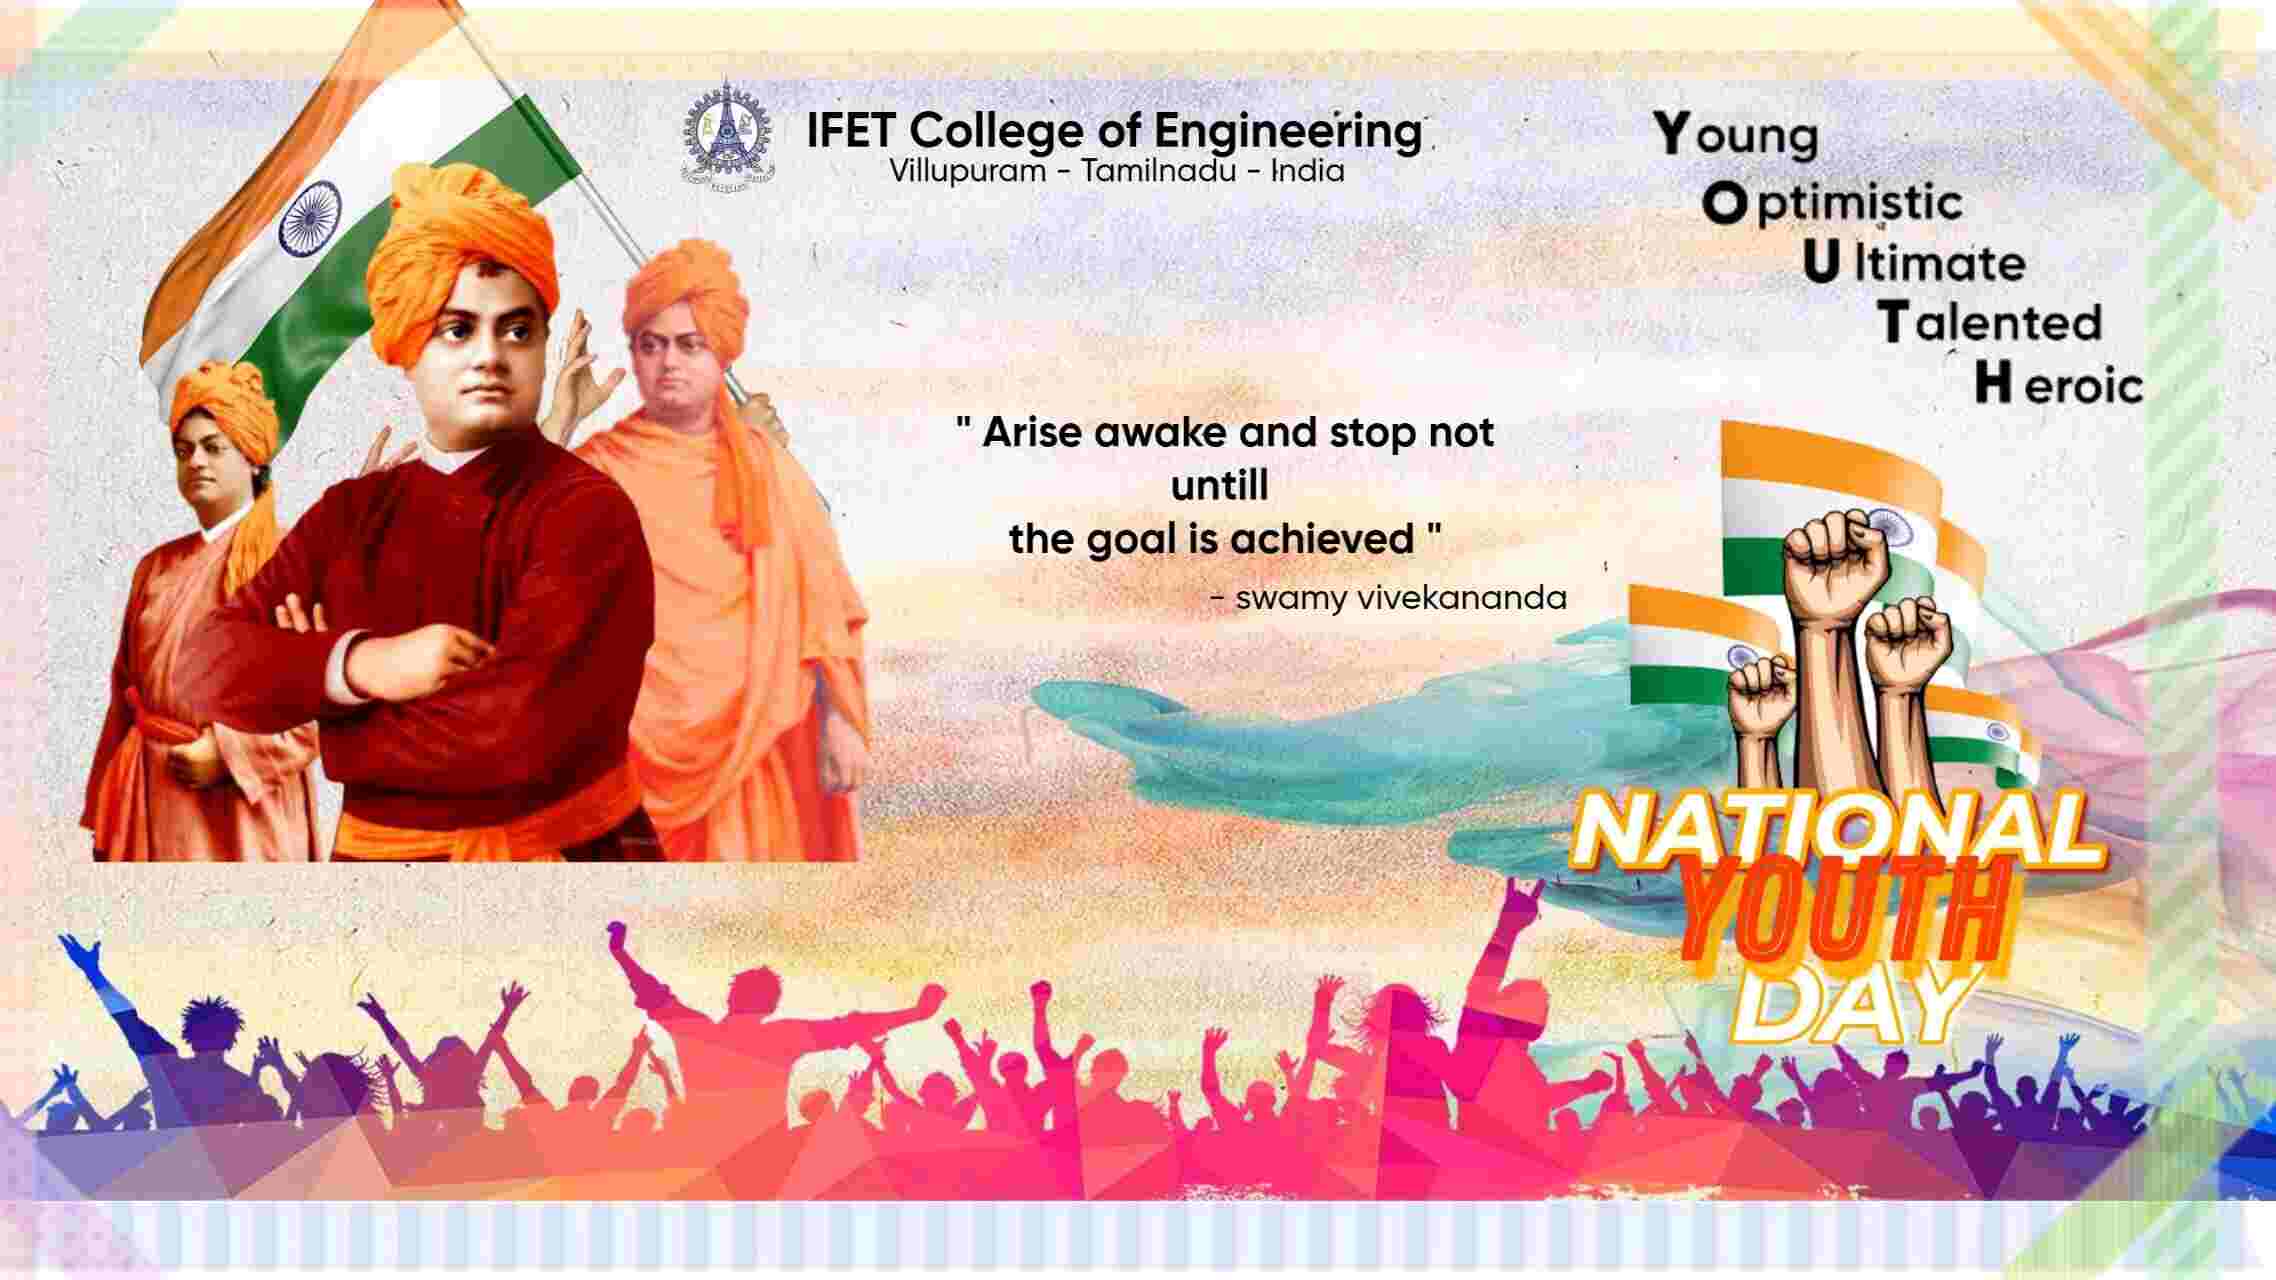 IFET College of Engineering
Villupuram - Tamilnadu - India
Young
Optimistic
Ultimate
Talented
Heroic
" Arise awake and stop not
untill
the goal is achieved "
- swamy vivekananda
NATIONAL
YOUTH
DAY